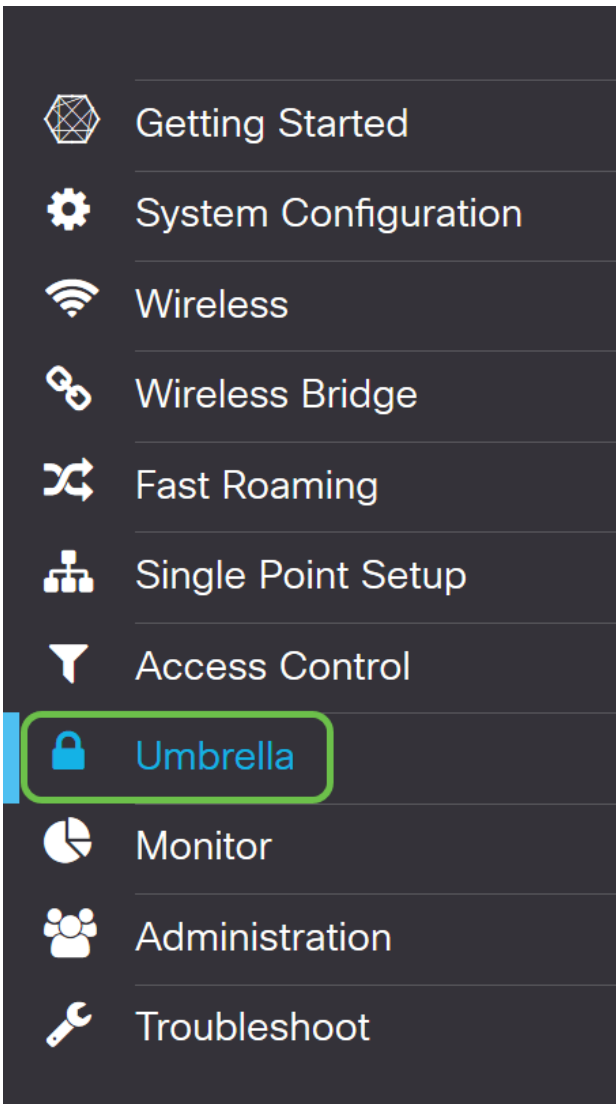 Getting Started
System Configuration
Wireless
Wireless Bridge
Fast Roaming
Single Point Setup
Access Control
Umbrella
Monitor
Administration
Troubleshoot